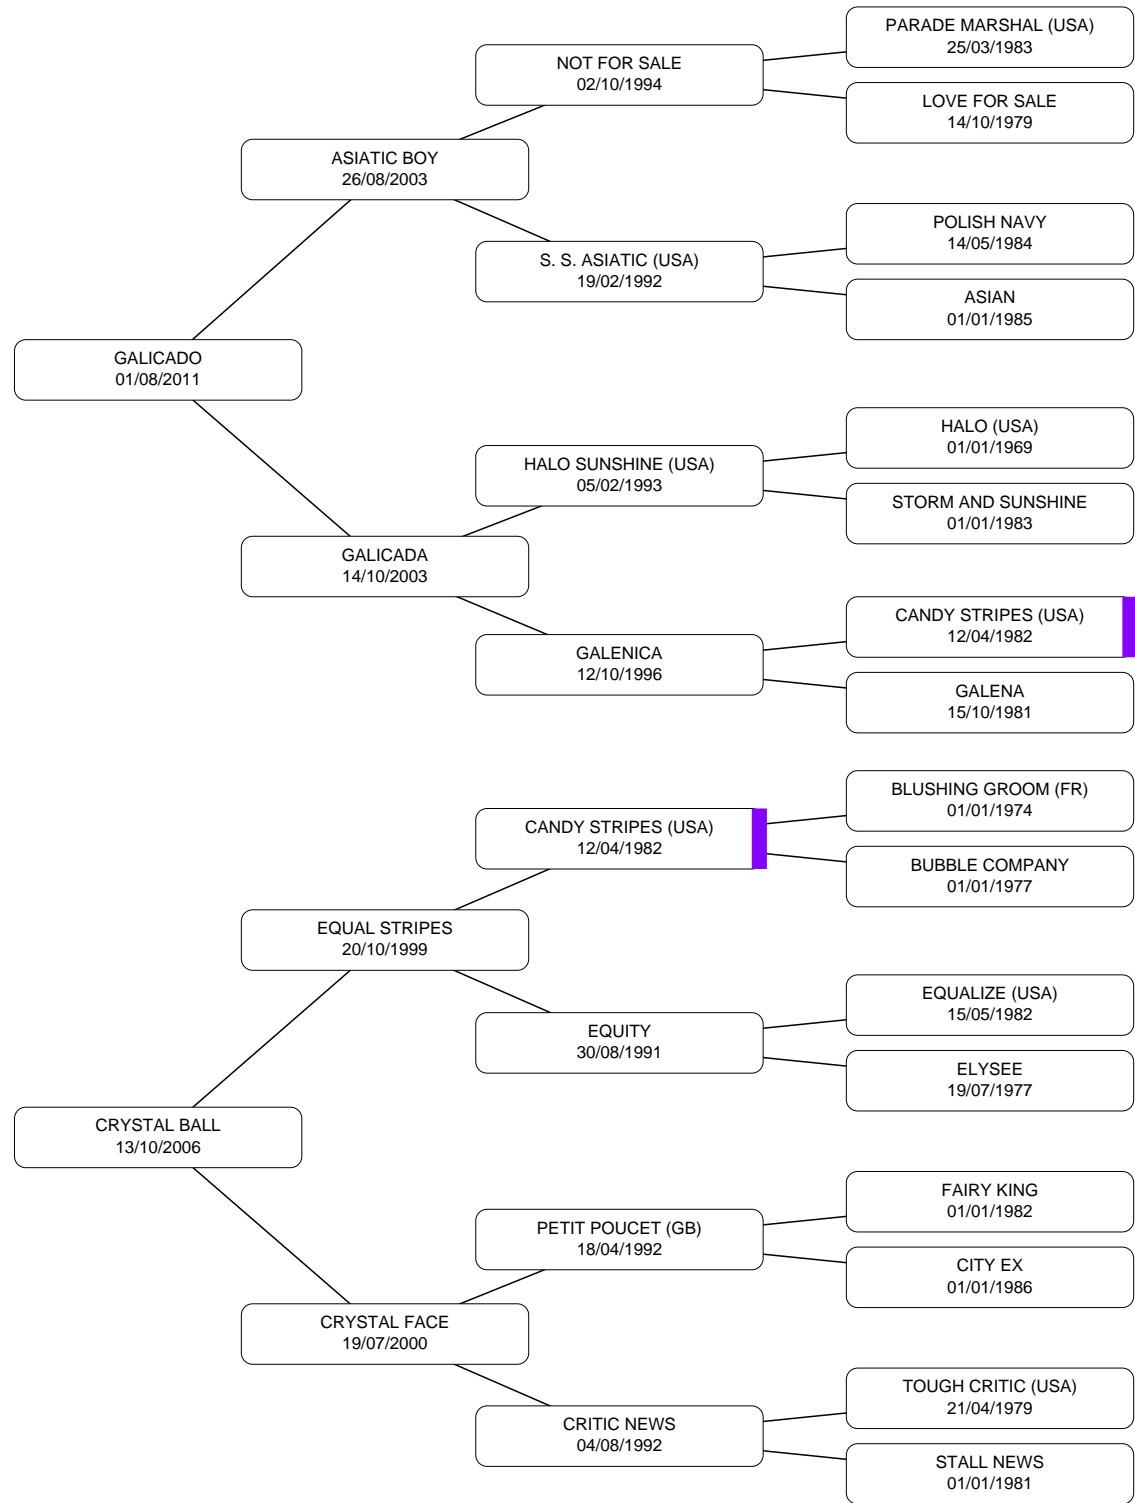 PARADE MARSHAL (USA)
25/03/1983
NOT FOR SALE
02/10/1994
LOVE FOR SALE
14/10/1979
ASIATIC BOY
26/08/2003
POLISH NAVY
14/05/1984
S. S. ASIATIC (USA)
19/02/1992
ASIAN
01/01/1985
GALICADO
01/08/2011
HALO (USA)
01/01/1969
HALO SUNSHINE (USA)
05/02/1993
STORM AND SUNSHINE
01/01/1983
GALICADA
14/10/2003
CANDY STRIPES (USA)
12/04/1982
GALENICA
12/10/1996
GALENA
15/10/1981
BLUSHING GROOM (FR)
01/01/1974
CANDY STRIPES (USA)
12/04/1982
BUBBLE COMPANY
01/01/1977
EQUAL STRIPES
20/10/1999
EQUALIZE (USA)
15/05/1982
EQUITY
30/08/1991
ELYSEE
19/07/1977
CRYSTAL BALL
13/10/2006
FAIRY KING
01/01/1982
PETIT POUCET (GB)
18/04/1992
CITY EX
01/01/1986
CRYSTAL FACE
19/07/2000
TOUGH CRITIC (USA)
21/04/1979
CRITIC NEWS
04/08/1992
STALL NEWS
01/01/1981